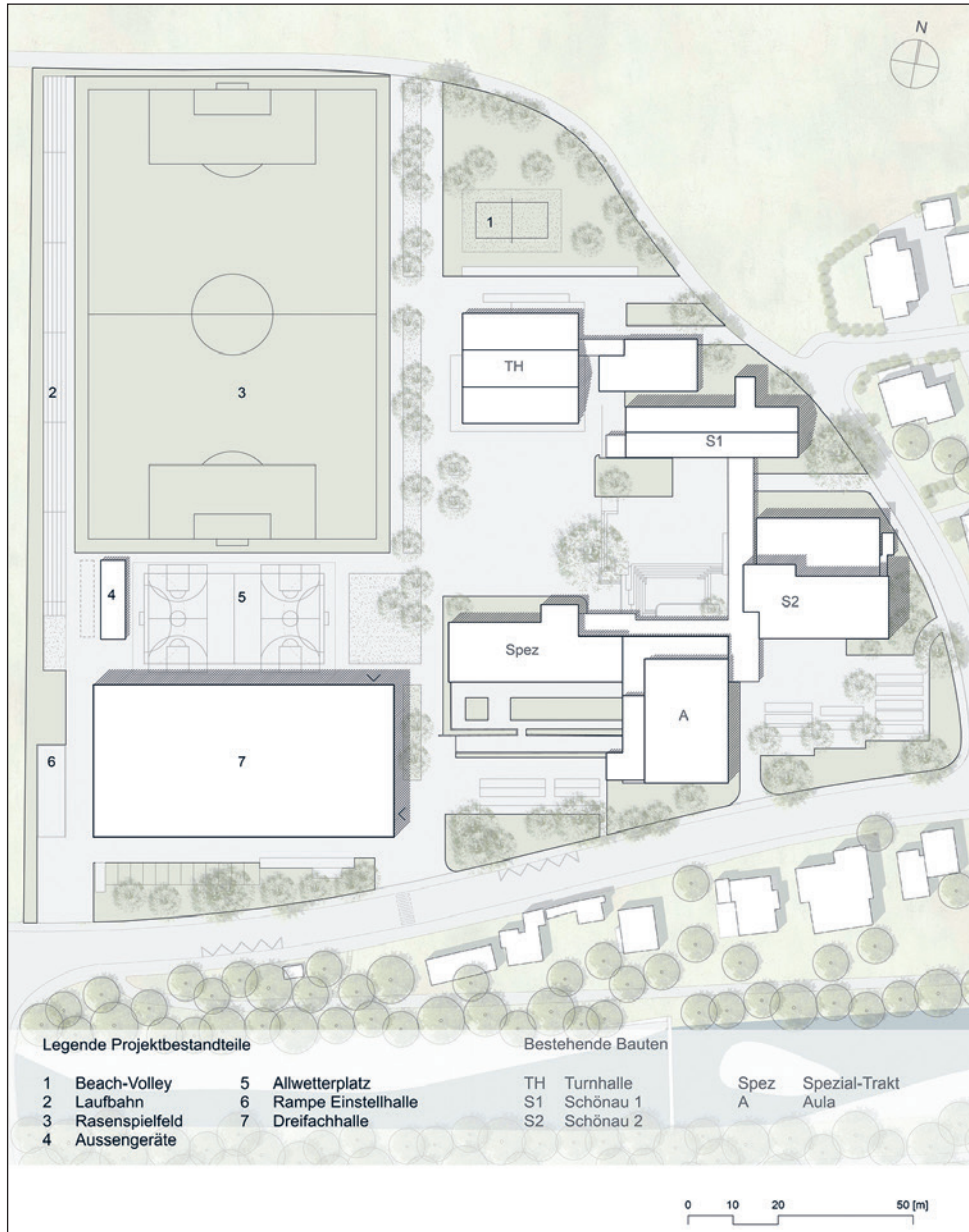 N
1
2
3
TH
S1
4
5
S2
Spez
A
6
7
Legende Projektbestandteile
1 Beach-Volley
2 Laufbahn
3 Rasenspielfeld
4 Aussengeräte
5 Allwetterplatz
6 Rampe Einstellhalle
7 Dreifachhalle
Bestehende Bauten
TH Turnhalle
S1 Schönau 1
S2 Schönau 2
Spez Spezial-Trakt
A Aula
0 10 20 50 [m]